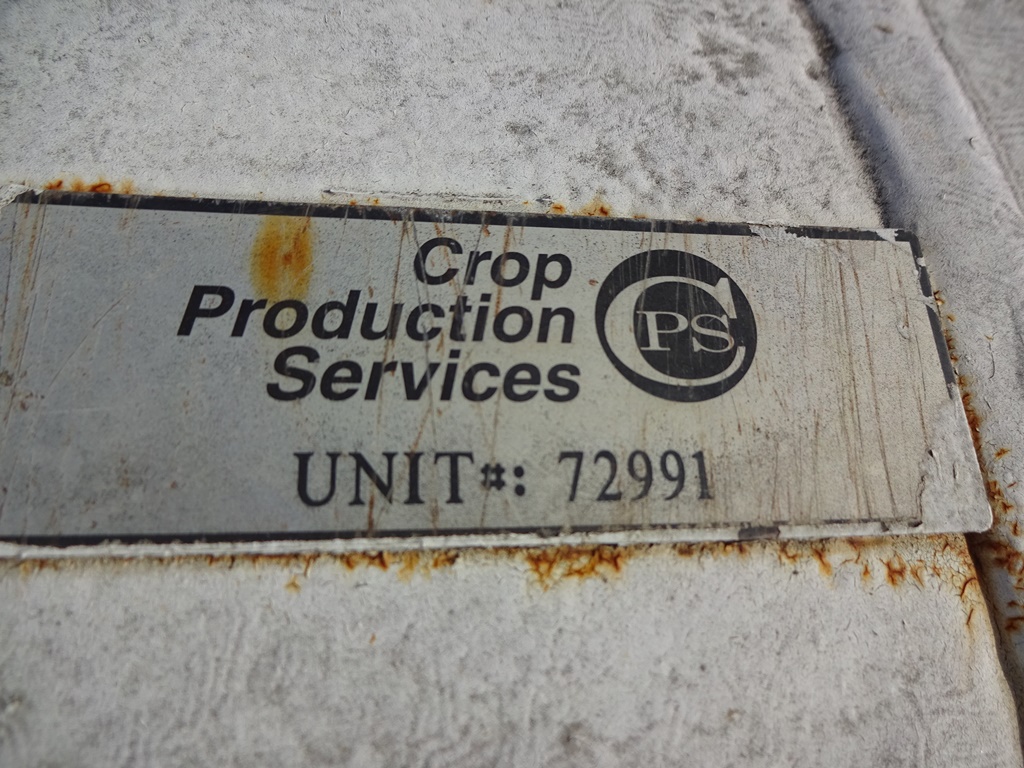 Crop
Production
Services
CPS
UNIT#: 72991